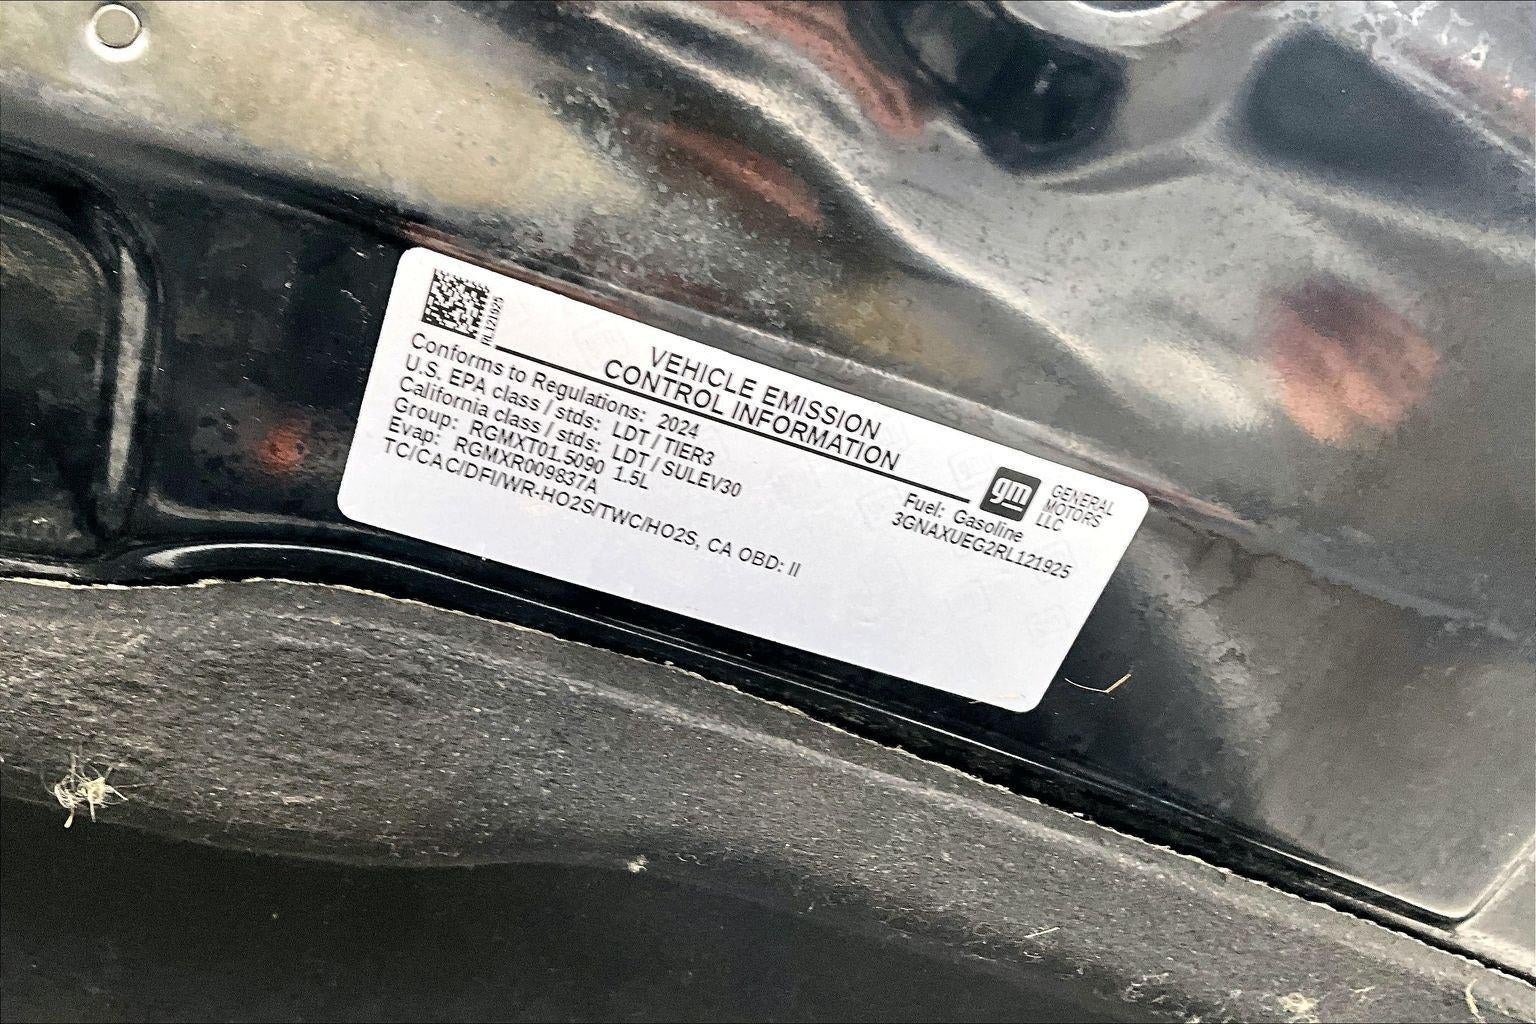 RL121925
VEHICLE EMISSION
CONTROL INFORMATION
gm
GENERAL
MOTORS
LLC
Conforms to Regulations: 2024
U.S. EPA class / stds: LDT / TIER3
California class / stds: LDT / SULEV30
Group: RGMXT01.5090 1.5L
Evap: RGMXR009837A
TC/CAC/DFI/WR-HO2S/TWC/HO2S, CA OBD: II
Fuel: Gasoline
3GNAXUEG2RL121925